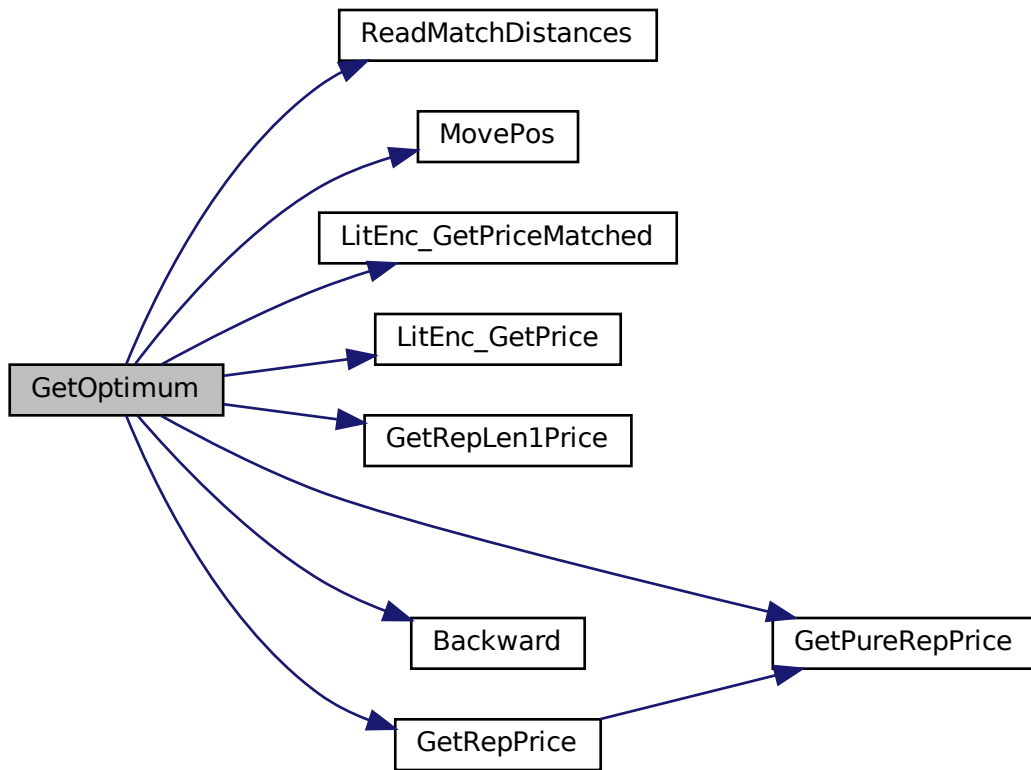 ReadMatchDistances
MovePos
LitEnc_GetPriceMatched
LitEnc_GetPrice
GetOptimum
GetRepLen1Price
Backward
GetPureRepPrice
GetRepPrice